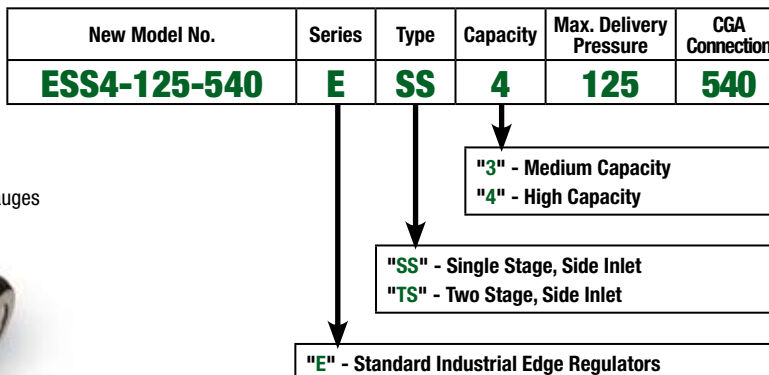 New Model No. Series Type Capacity Max. Delivery Pressure CGA Connection
ESS4-125-540 E SS 4 125 540
"3" - Medium Capacity
"4" - High Capacity
"SS" - Single Stage, Side Inlet
"TS" - Two Stage, Side Inlet
"E" - Standard Industrial Edge Regulators